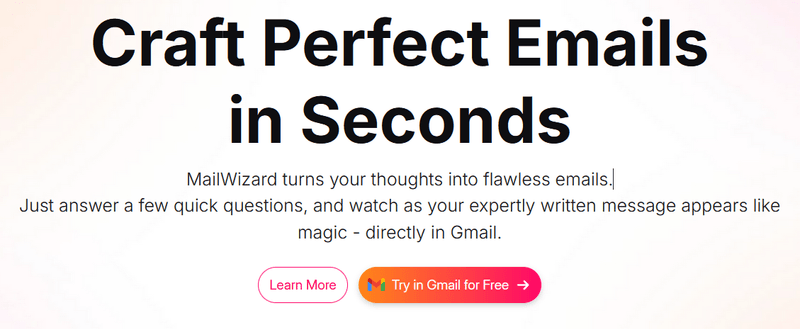 Craft Perfect Emails
in Seconds
MailWizard turns your thoughts into flawless emails.
Just answer a few quick questions, and watch as your expertly written message appears like
magic - directly in Gmail.
Learn More
Try in Gmail for Free →